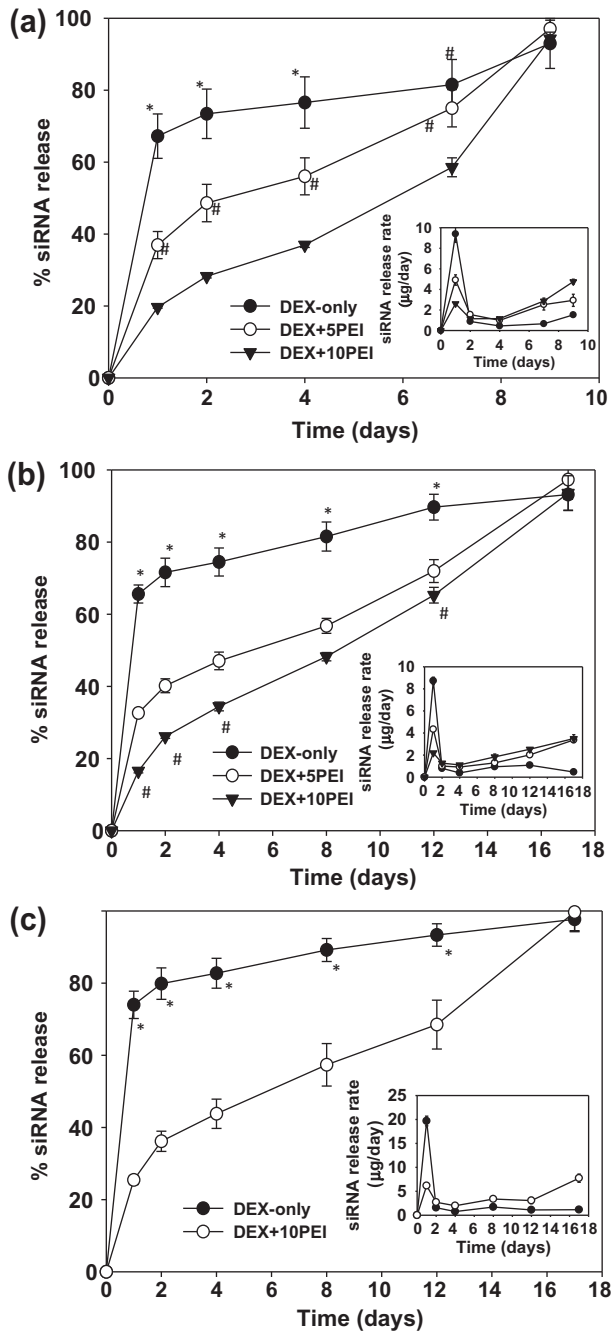 (a)
100
80
60
40
20
0
% siRNA release
*
*
*
#
#
#
#
#
DEX-only
DEX+5PEI
DEX+10PEI
siRNA release rate
(µg/day)
10
8
6
4
2
0
0 2 4 6 8 10
Time (days)
0 2 4 6 8 10
Time (days)
(b)
100
80
60
40
20
0
% siRNA release
*
*
*
*
*
#
#
#
#
DEX-only
DEX+5PEI
DEX+10PEI
siRNA release rate
(µg/day)
10
8
6
4
2
0
0 2 4 6 8 10 12 14 16 18
Time (days)
0 2 4 6 8 10 12 14 16 18
Time (days)
(c)
80
60
40
20
0
% siRNA release
*
*
*
*
*
DEX-only
DEX+10PEI
siRNA release rate
(µg/day)
25
20
15
10
5
0
0 2 4 6 8 10 12 14 16 18
Time (days)
0 2 4 6 8 10 12 14 16 18
Time (days)